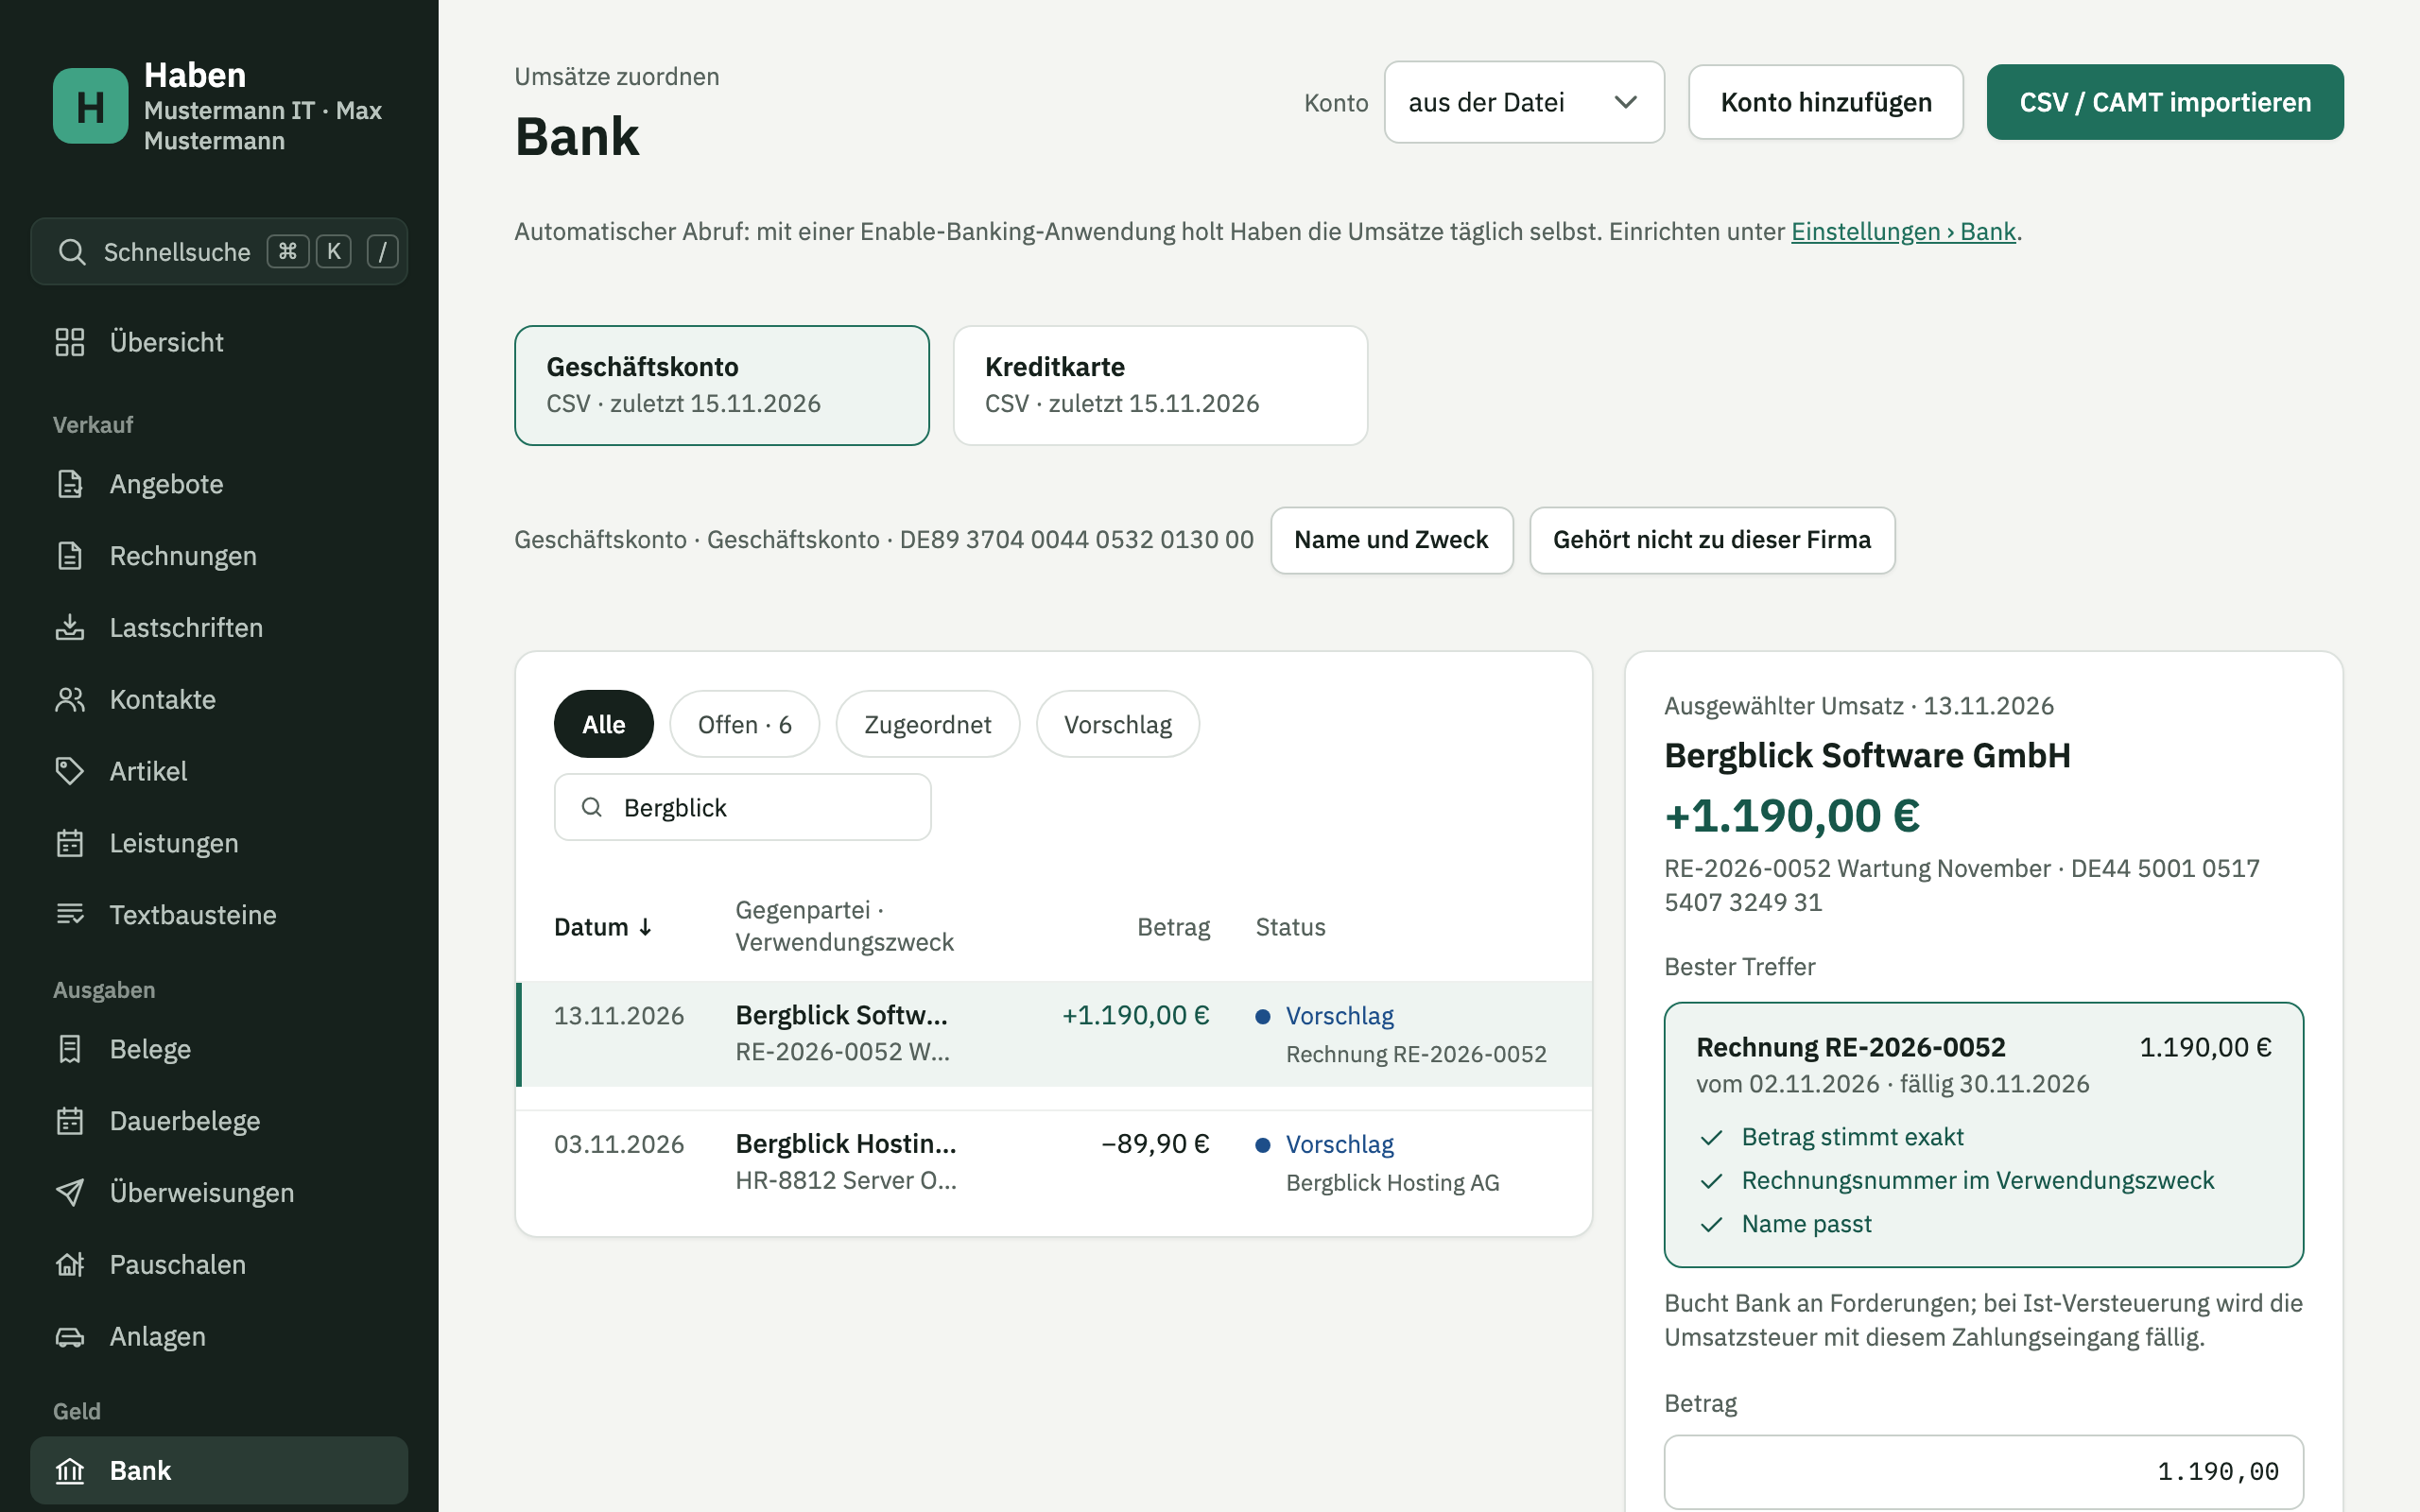 H
Haben
Mustermann IT · Max
Mustermann
Schnellsuche ⌘ K /
Übersicht
Verkauf
Angebote
Rechnungen
Lastschriften
Kontakte
Artikel
Leistungen
Textbausteine
Ausgaben
Belege
Dauerbelege
Überweisungen
Pauschalen
Anlagen
Geld
Bank
Umsätze zuordnen
Bank
Konto aus der Datei Konto hinzufügen CSV / CAMT importieren
Automatischer Abruf: mit einer Enable-Banking-Anwendung holt Haben die Umsätze täglich selbst. Einrichten unter Einstellungen › Bank.
Geschäftskonto
CSV · zuletzt 15.11.2026
Kreditkarte
CSV · zuletzt 15.11.2026
Geschäftskonto · Geschäftskonto · DE89 3704 0044 0532 0130 00 Name und Zweck Gehört nicht zu dieser Firma
Alle Offen · 6 Zugeordnet Vorschlag
Bergblick
Datum ↓ Gegenpartei · Verwendungszweck Betrag Status
13.11.2026 Bergblick Softw… +1.190,00 € Vorschlag
RE-2026-0052 W… Rechnung RE-2026-0052
03.11.2026 Bergblick Hostin… −89,90 € Vorschlag
HR-8812 Server O… Bergblick Hosting AG
Ausgewählter Umsatz · 13.11.2026
Bergblick Software GmbH
+1.190,00 €
RE-2026-0052 Wartung November · DE44 5001 0517
5407 3249 31
Bester Treffer
Rechnung RE-2026-0052 1.190,00 €
vom 02.11.2026 · fällig 30.11.2026
Betrag stimmt exakt
Rechnungsnummer im Verwendungszweck
Name passt
Bucht Bank an Forderungen; bei Ist-Versteuerung wird die
Umsatzsteuer mit diesem Zahlungseingang fällig.
Betrag
1.190,00